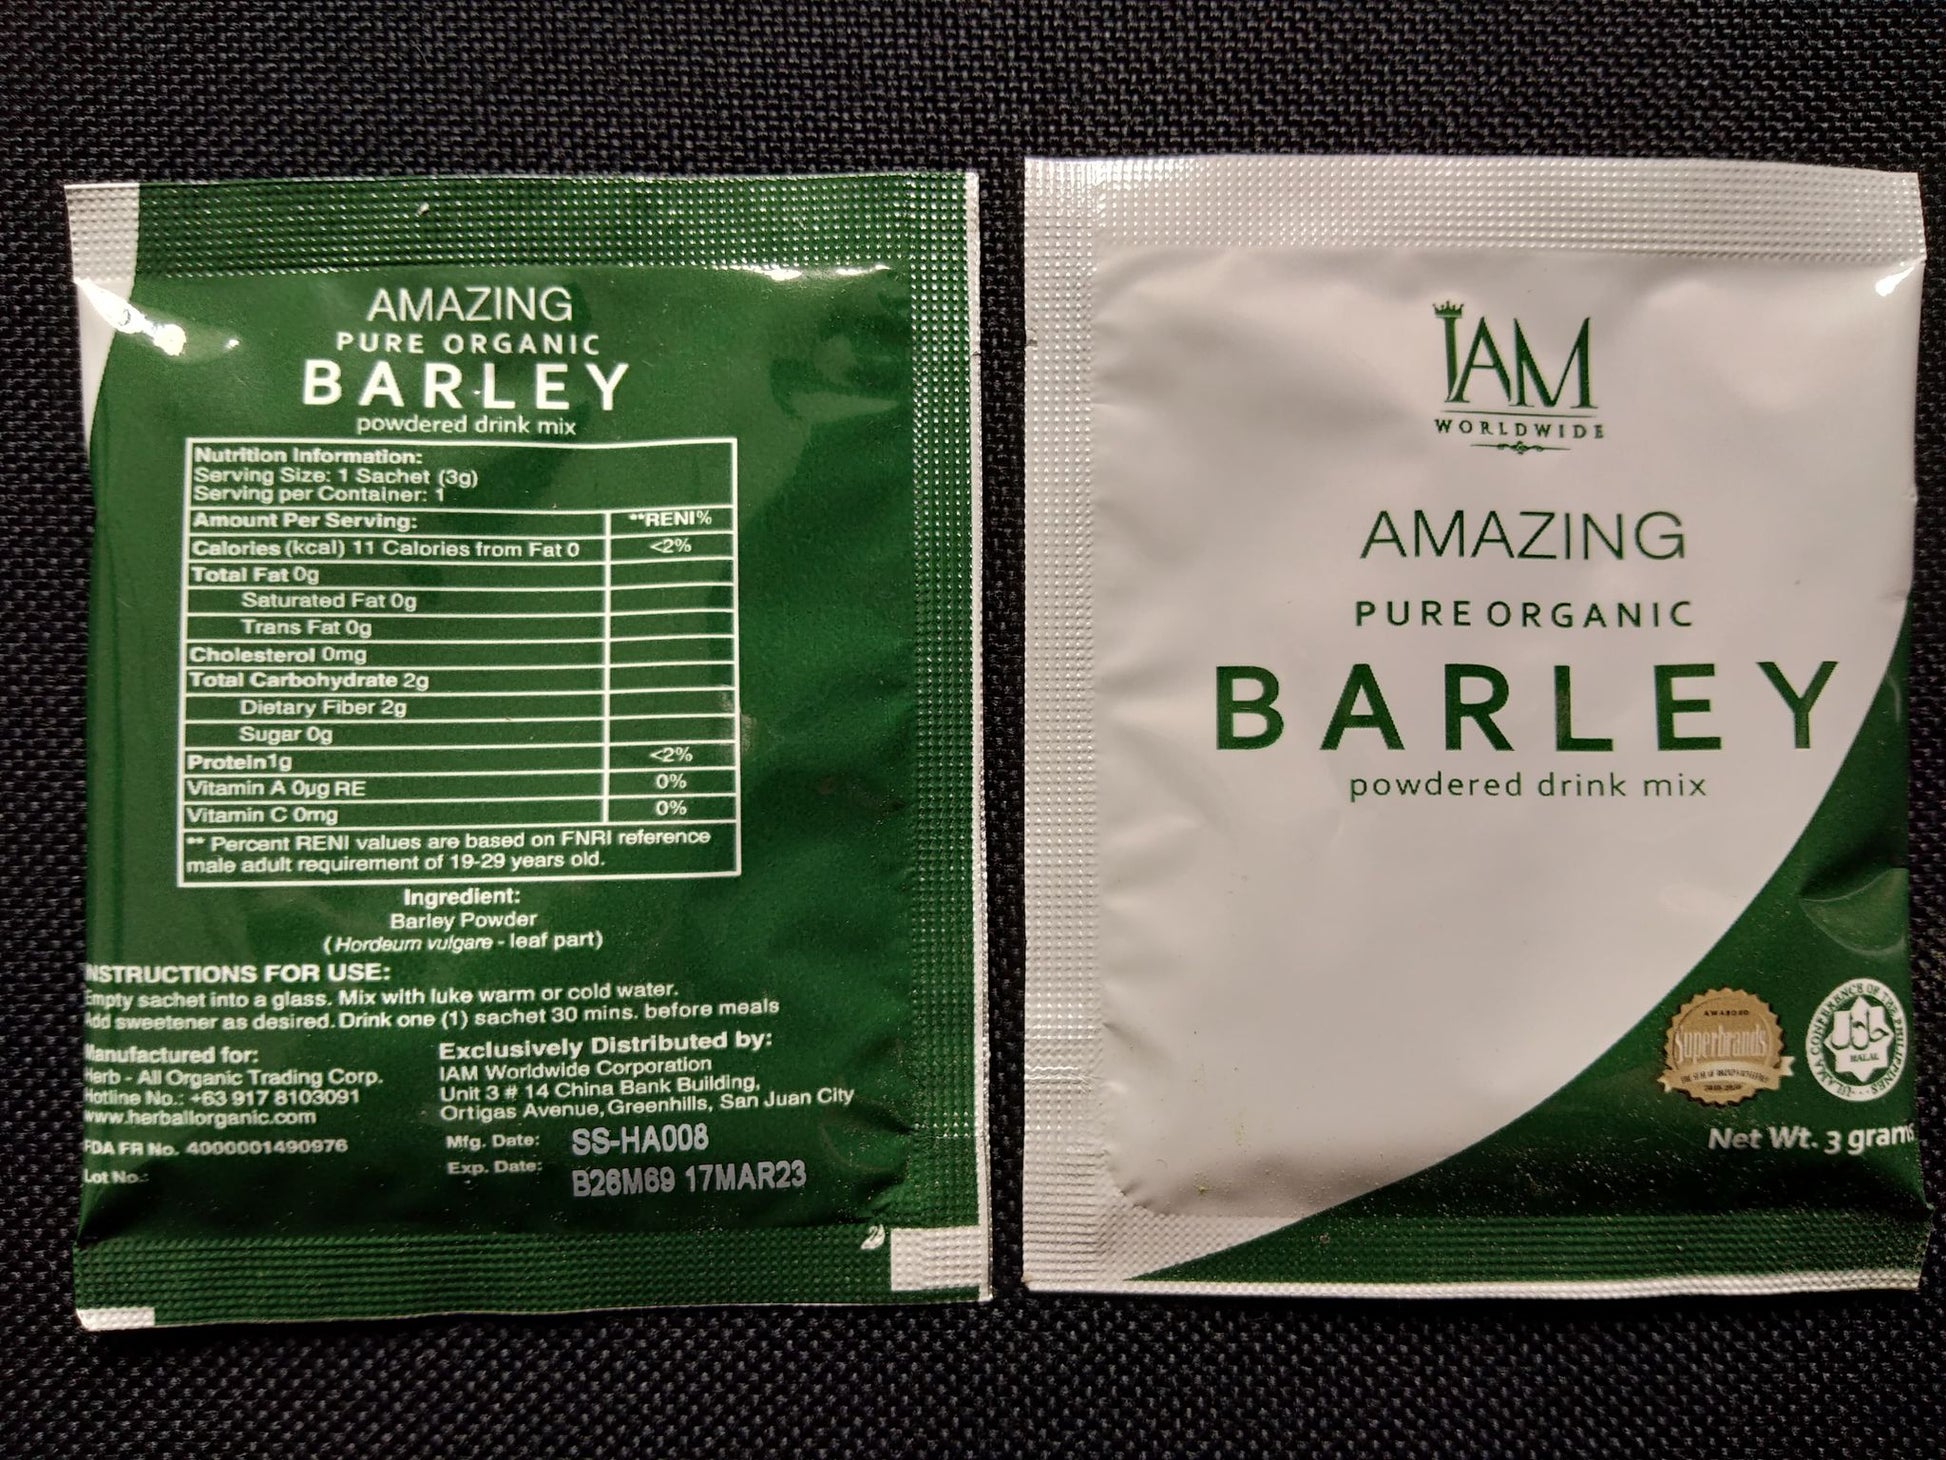 AMAZING
PURE ORGANIC
BARLEY
powdered drink mix
Nutrition Information:
Serving Size: 1 Sachet (3g)
Serving per Container: 1
Amount Per Serving: **RENI%
Calories (kcal) 11 Calories from Fat 0 <2%
Total Fat 0g
Saturated Fat 0g
Trans Fat 0g
Cholesterol 0mg
Total Carbohydrate 2g
Dietary Fiber 2g
Sugar 0g
Protein1g <2%
Vitamin A 0µg RE 0%
Vitamin C 0mg 0%
** Percent RENI values are based on FNRI reference
male adult requirement of 19-29 years old.
Ingredient:
Barley Powder
(Hordeum vulgare - leaf part)
NSTRUCTIONS FOR USE:
Empty sachet into a glass. Mix with luke warm or cold water.
Add sweetener as desired. Drink one (1) sachet 30 mins. before meals
Manufactured for:
Herb - All Organic Trading Corp.
Hotline No.: +63 917 8103091
www.herballorganic.com
FDA FR No. 4000001490976
Lot No.:
Exclusively Distributed by:
IAM Worldwide Corporation
Unit 3 # 14 China Bank Building,
Ortigas Avenue, Greenhills, San Juan City
Mfg. Date: SS-HA008
Exp. Date: B26M69 17MAR23
IAM
WORLDWIDE
AMAZING
PURE ORGANIC
BARLEY
powdered drink mix
AWARDED
Superbrands
حلال
HALAL
ULAMA CONFERENCE OF THE PHILIPPINES
Net Wt. 3 grams